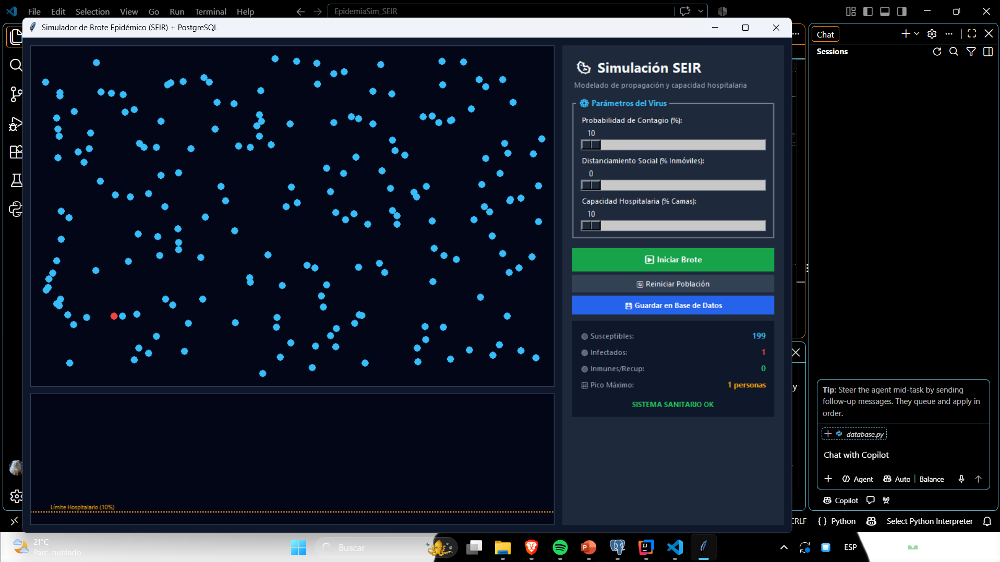 File Edit Selection View Go Run Terminal Help
EpidemiaSim_SEIR
Simulador de Brote Epidémico (SEIR) + PostgreSQL
Simulación SEIR
Modelado de propagación y capacidad hospitalaria
Parámetros del Virus
Probabilidad de Contagio (%):
10
Distanciamiento Social (% Inmóviles):
0
Capacidad Hospitalaria (% Camas):
10
Iniciar Brote
Reiniciar Población
Guardar en Base de Datos
Susceptibles: 199
Infectados: 1
Inmunes/Recup: 0
Pico Máximo: 1 personas
SISTEMA SANITARIO OK
Límite Hospitalario (10%)
Chat
Sessions
y
Tip: Steer the agent mid-task by sending
follow-up messages. They queue and apply in
order.
database.py
Chat with Copilot
Agent Auto Balance
Copilot
CRLF {} Python Select Python Interpreter
21°C
Parc. nublado
Buscar
ESP